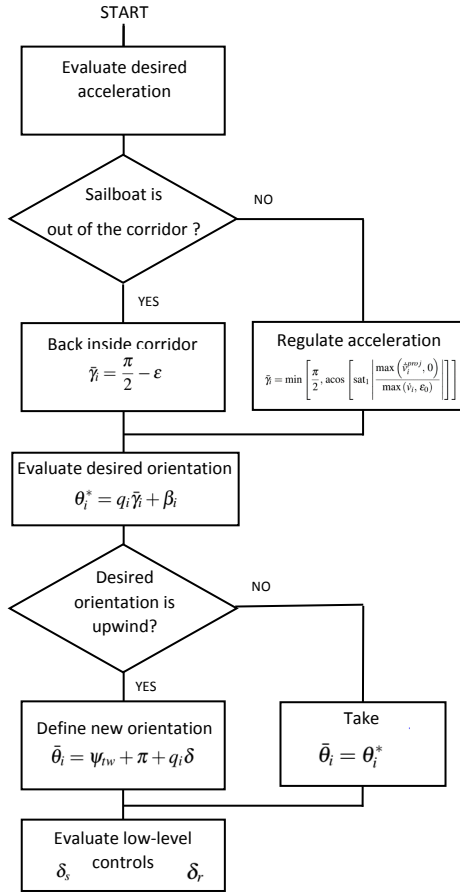 START
Evaluate desired
acceleration
Sailboat is
out of the corridor ?
NO
YES
Back inside corridor
γ̄ᵢ = π/2 − ε
Regulate acceleration
γ̄ᵢ = min [ π/2, acos [ sat₁ | max (v̇ᵢᵖʳᵒʲ, 0) / max (v̇ᵢ, ε₀) | ] ]
Evaluate desired orientation
θᵢ* = qᵢγ̄ᵢ + βᵢ
Desired
orientation is
upwind?
NO
YES
Define new orientation
θ̄ᵢ = ψₜw + π + qᵢδ
Take
θ̄ᵢ = θᵢ*
Evaluate low-level
controls
δₛ δᵣ